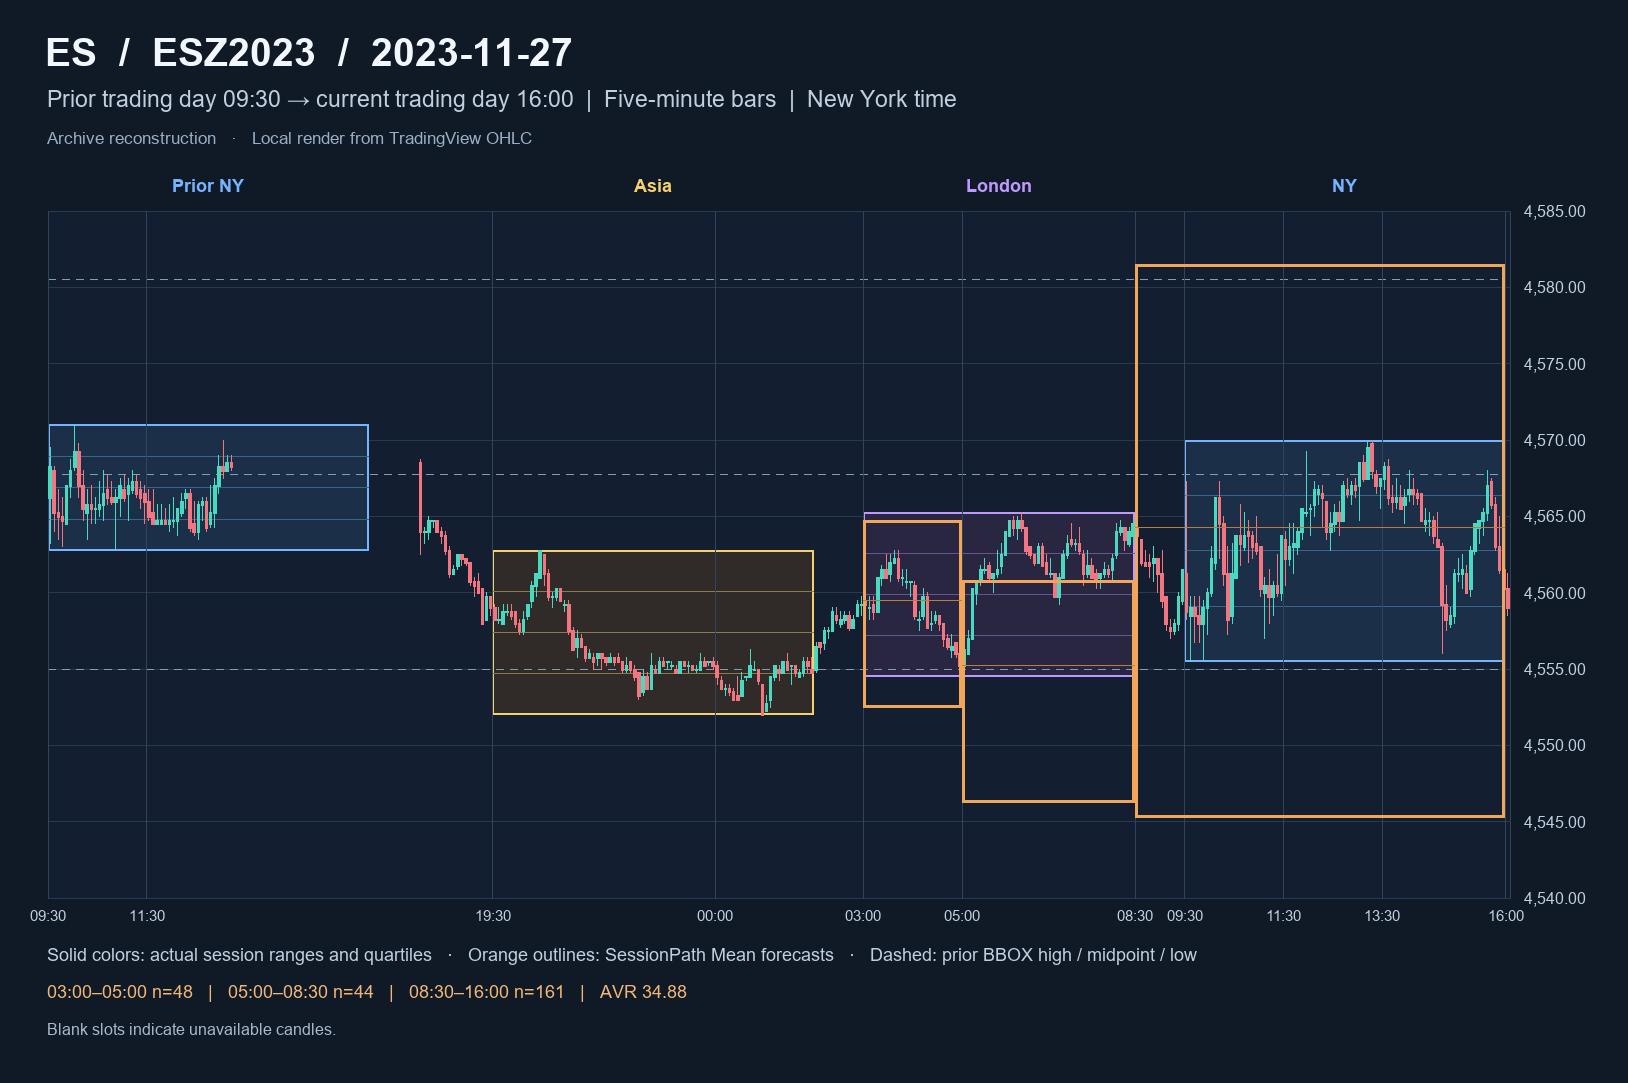 ES / ESZ2023 / 2023-11-27
Prior trading day 09:30 → current trading day 16:00 | Five-minute bars | New York time
Archive reconstruction · Local render from TradingView OHLC
Prior NY Asia London NY
4,585.00
4,580.00
4,575.00
4,570.00
4,565.00
4,560.00
4,555.00
4,550.00
4,545.00
4,540.00
09:30 11:30 19:30 00:00 03:00 05:00 08:30 09:30 11:30 13:30 16:00
Solid colors: actual session ranges and quartiles · Orange outlines: SessionPath Mean forecasts · Dashed: prior BBOX high / midpoint / low
03:00–05:00 n=48 | 05:00–08:30 n=44 | 08:30–16:00 n=161 | AVR 34.88
Blank slots indicate unavailable candles.